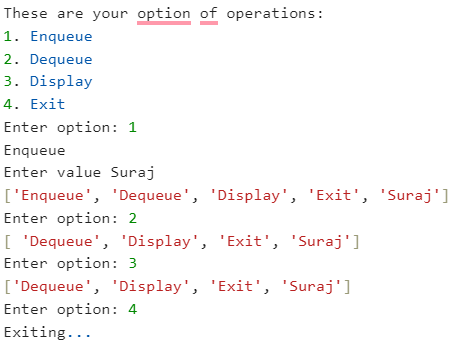 These are your option of operations:
1. Enqueue
2. Dequeue
3. Display
4. Exit
Enter option: 1
Enqueue
Enter value Suraj
['Enqueue', 'Dequeue', 'Display', 'Exit', 'Suraj']
Enter option: 2
[ 'Dequeue', 'Display', 'Exit', 'Suraj']
Enter option: 3
['Dequeue', 'Display', 'Exit', 'Suraj']
Enter option: 4
Exiting...